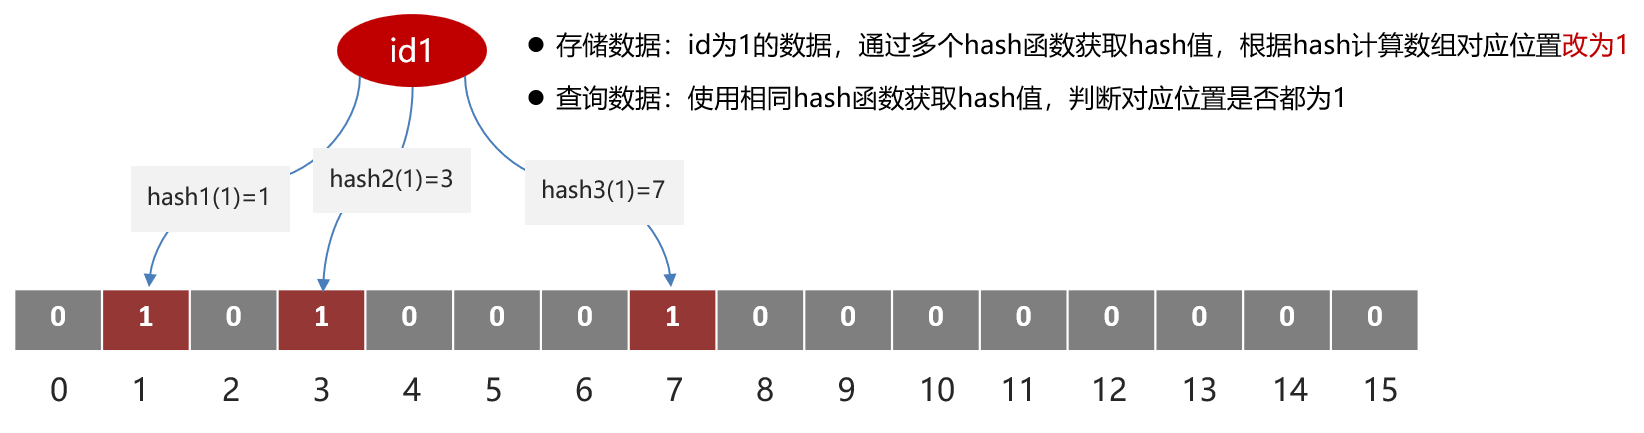 id1
● 存储数据：id为1的数据，通过多个hash函数获取hash值，根据hash计算数组对应位置改为1
● 查询数据：使用相同hash函数获取hash值，判断对应位置是否都为1
hash1(1)=1
hash2(1)=3
hash3(1)=7
0 1 0 1 0 0 0 1 0 0 0 0 0 0 0 0
0 1 2 3 4 5 6 7 8 9 10 11 12 13 14 15